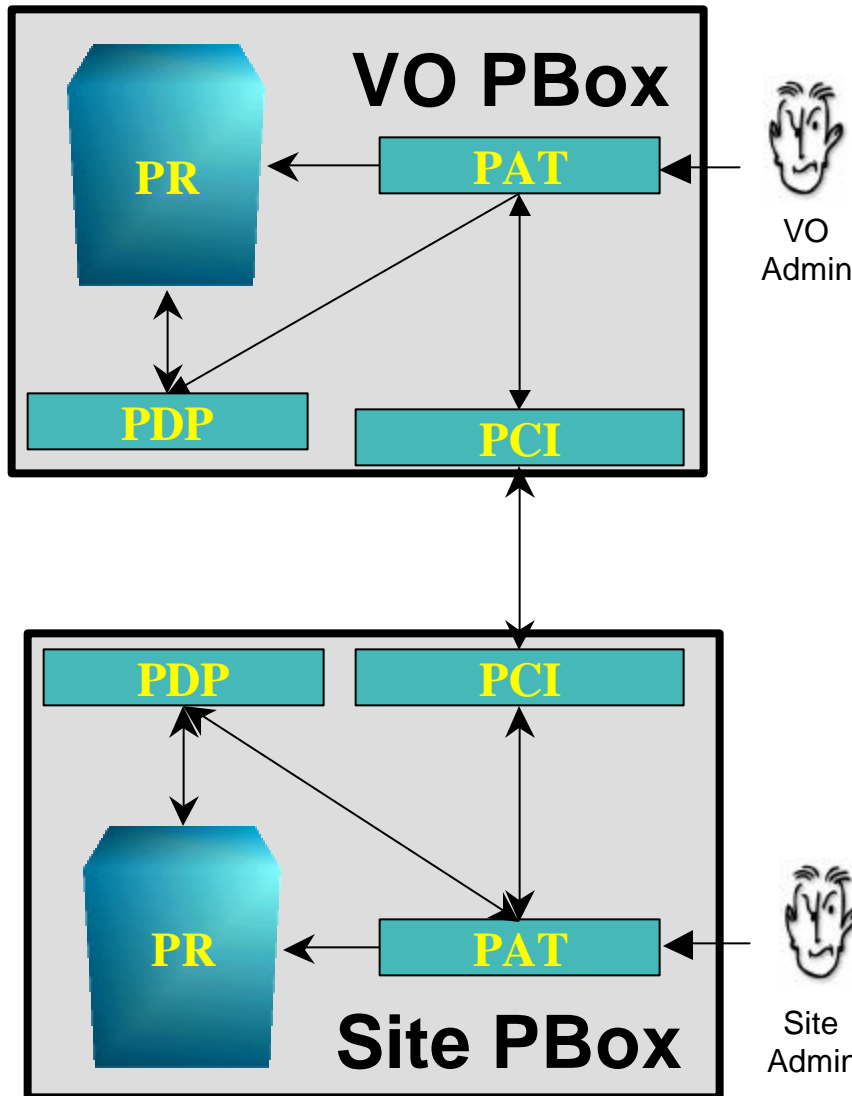 VO PBox
PR
PAT
VO
Admin
PDP
PCI
PDP
PCI
PR
PAT
Site PBox
Site
Admin